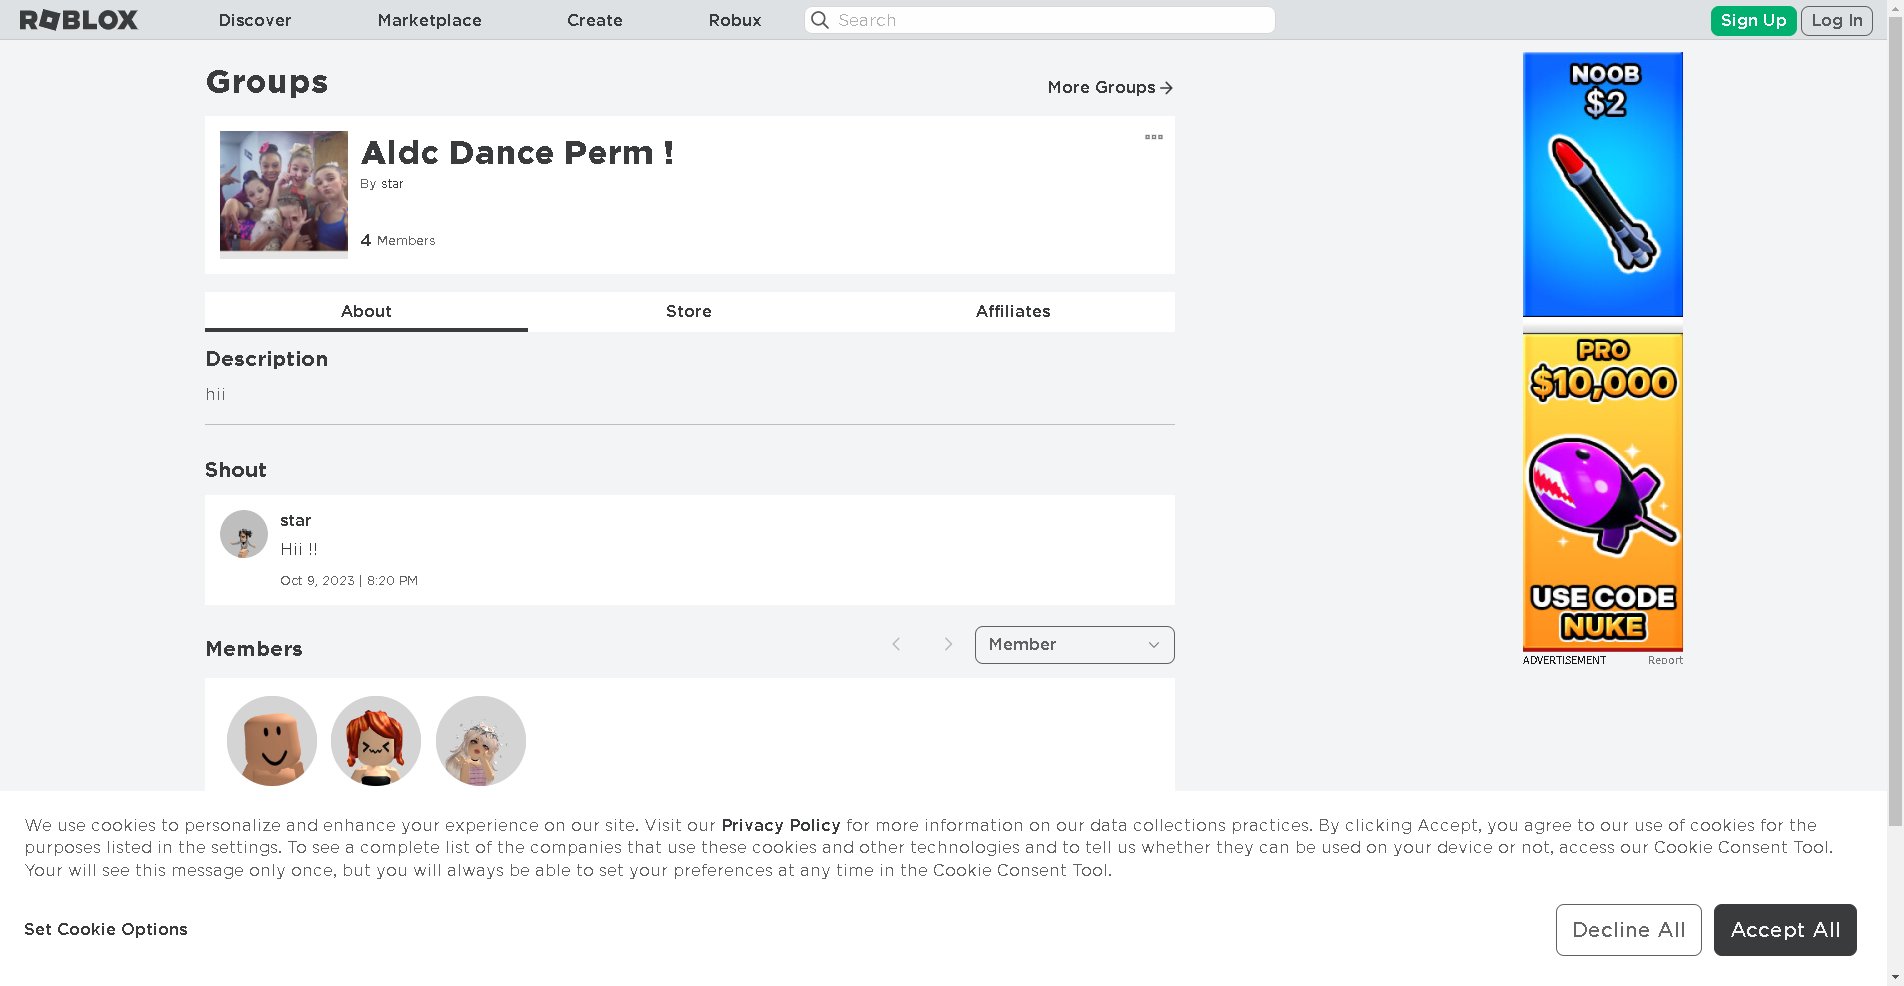 ROBLOX
Discover
Marketplace
Create
Robux
Search
Sign Up
Log In
Groups
More Groups
Aldc Dance Perm !
By star
4 Members
About
Store
Affiliates
Description
hii
Shout
star
Hii !!
Oct 9, 2023 | 8:20 PM
Members
Member
NOOB
$2
PRO
$10,000
USE CODE
NUKE
ADVERTISEMENT
Report
We use cookies to personalize and enhance your experience on our site. Visit our Privacy Policy for more information on our data collections practices. By clicking Accept, you agree to our use of cookies for the
purposes listed in the settings. To see a complete list of the companies that use these cookies and other technologies and to tell us whether they can be used on your device or not, access our Cookie Consent Tool.
Your will see this message only once, but you will always be able to set your preferences at any time in the Cookie Consent Tool.
Set Cookie Options
Decline All
Accept All